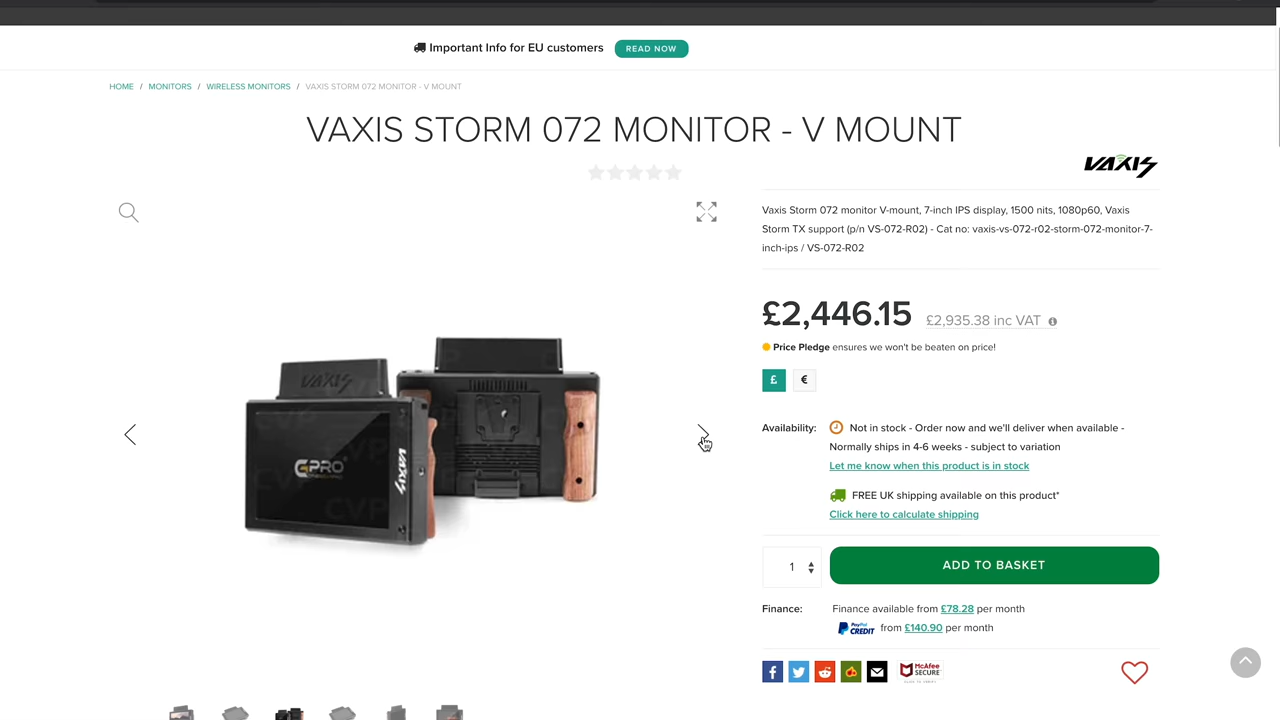 Important Info for EU customers READ NOW
HOME / MONITORS / WIRELESS MONITORS / VAXIS STORM 072 MONITOR - V MOUNT
VAXIS STORM 072 MONITOR - V MOUNT
VAXIS
Vaxis Storm 072 monitor V-mount, 7-inch IPS display, 1500 nits, 1080p60, Vaxis
Storm TX support (p/n VS-072-R02) - Cat no: vaxis-vs-072-r02-storm-072-monitor-7-
inch-ips / VS-072-R02
£2,446.15 £2,935.38 inc VAT
Price Pledge ensures we won't be beaten on price!
£ €
Availability: Not in stock - Order now and we'll deliver when available -
Normally ships in 4-6 weeks - subject to variation
Let me know when this product is in stock
FREE UK shipping available on this product*
Click here to calculate shipping
1 ADD TO BASKET
Finance: Finance available from £78.28 per month
PayPal CREDIT from £140.90 per month
McAfee
SECURE
VAXIS
PRO
VAXIS
CVP